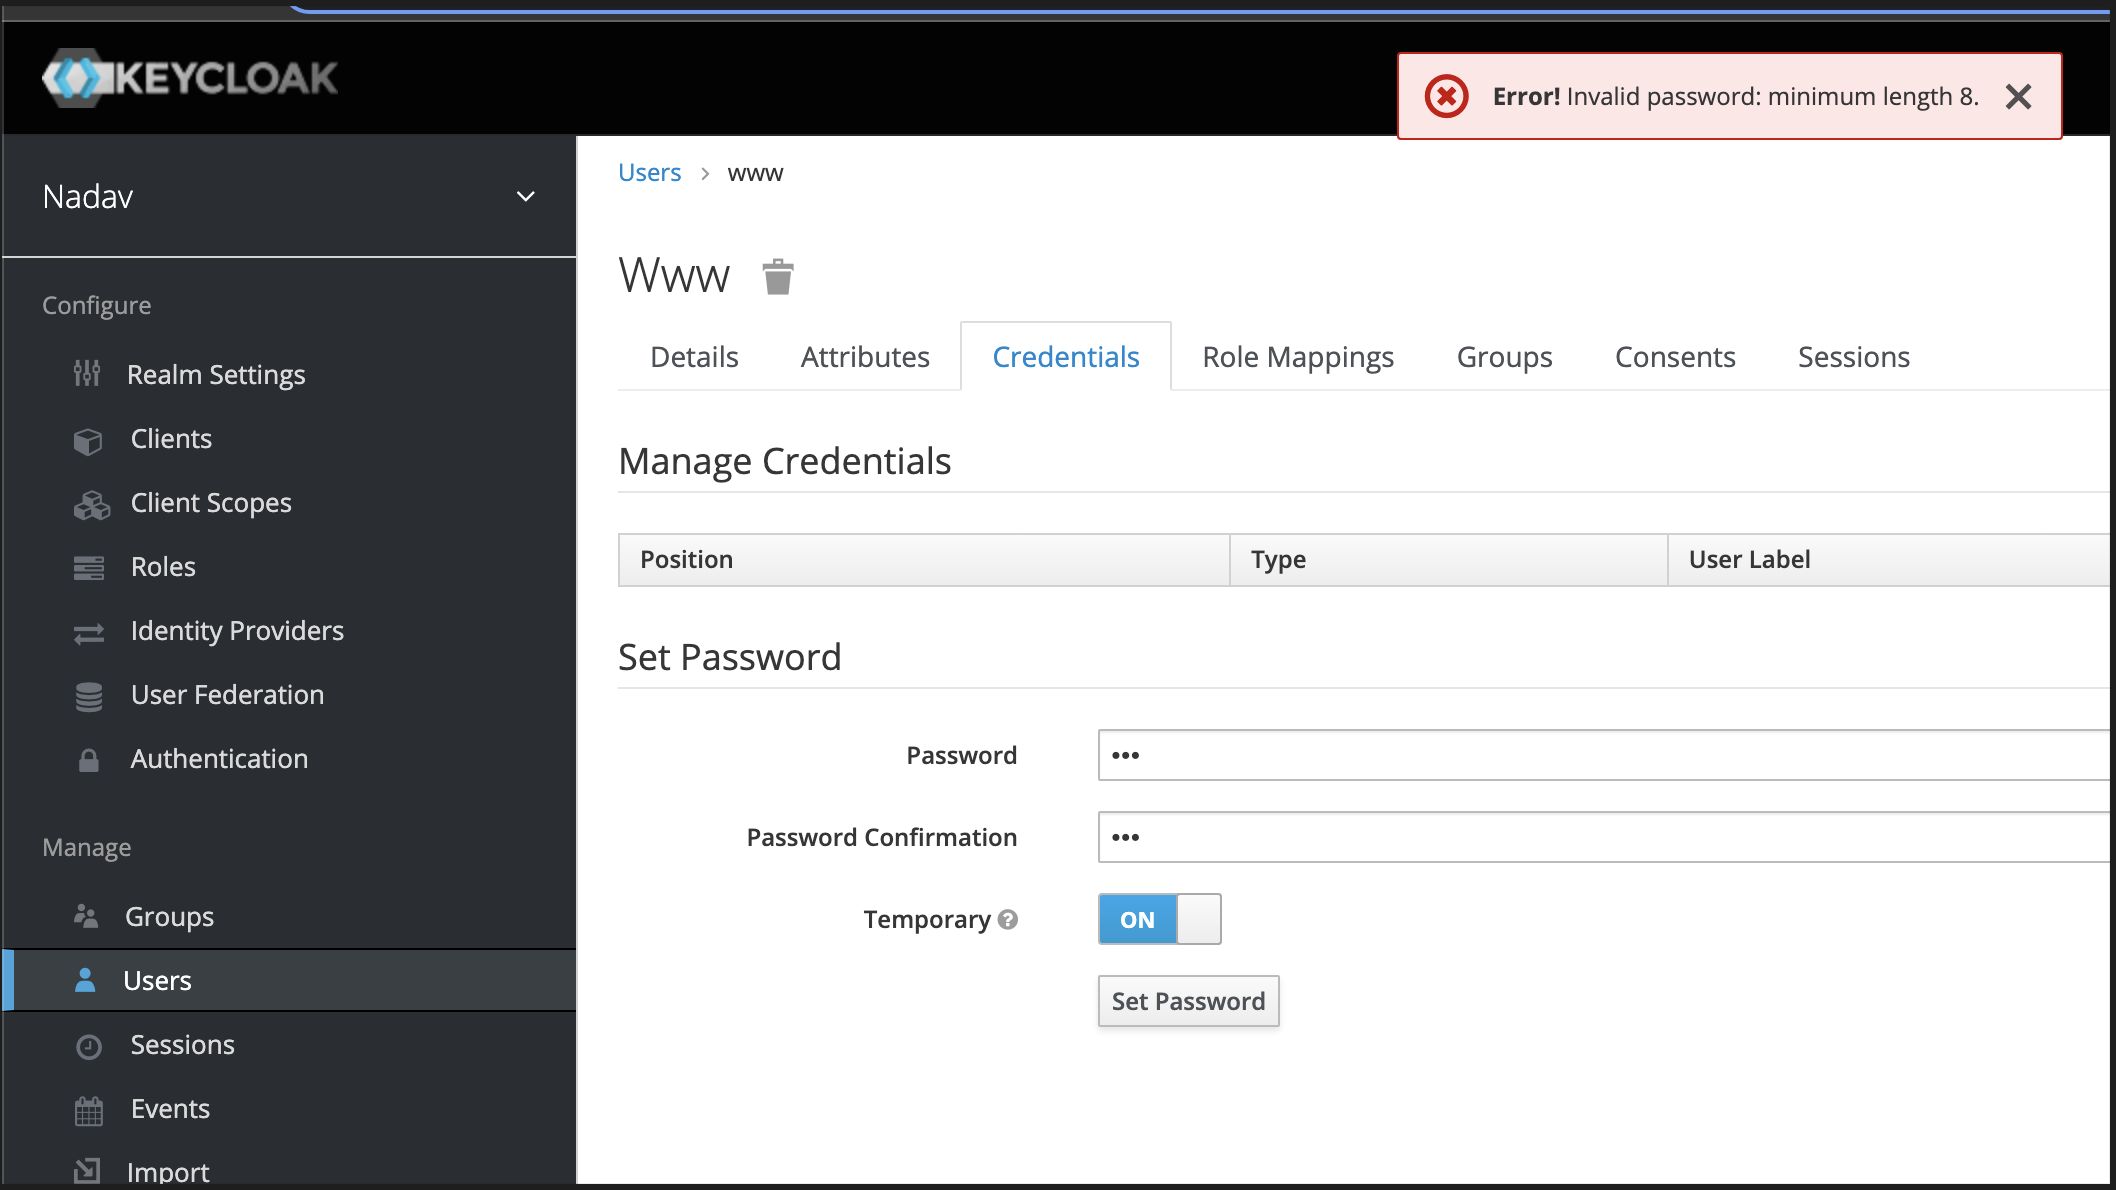 KEYCLOAK
Error! Invalid password: minimum length 8.
Nadav
Users > www
Www
Details Attributes Credentials Role Mappings Groups Consents Sessions
Configure
Realm Settings
Clients
Client Scopes
Roles
Identity Providers
User Federation
Authentication
Manage
Groups
Users
Sessions
Events
Import
Manage Credentials
Position Type User Label
Set Password
Password •••
Password Confirmation •••
Temporary ? ON
Set Password